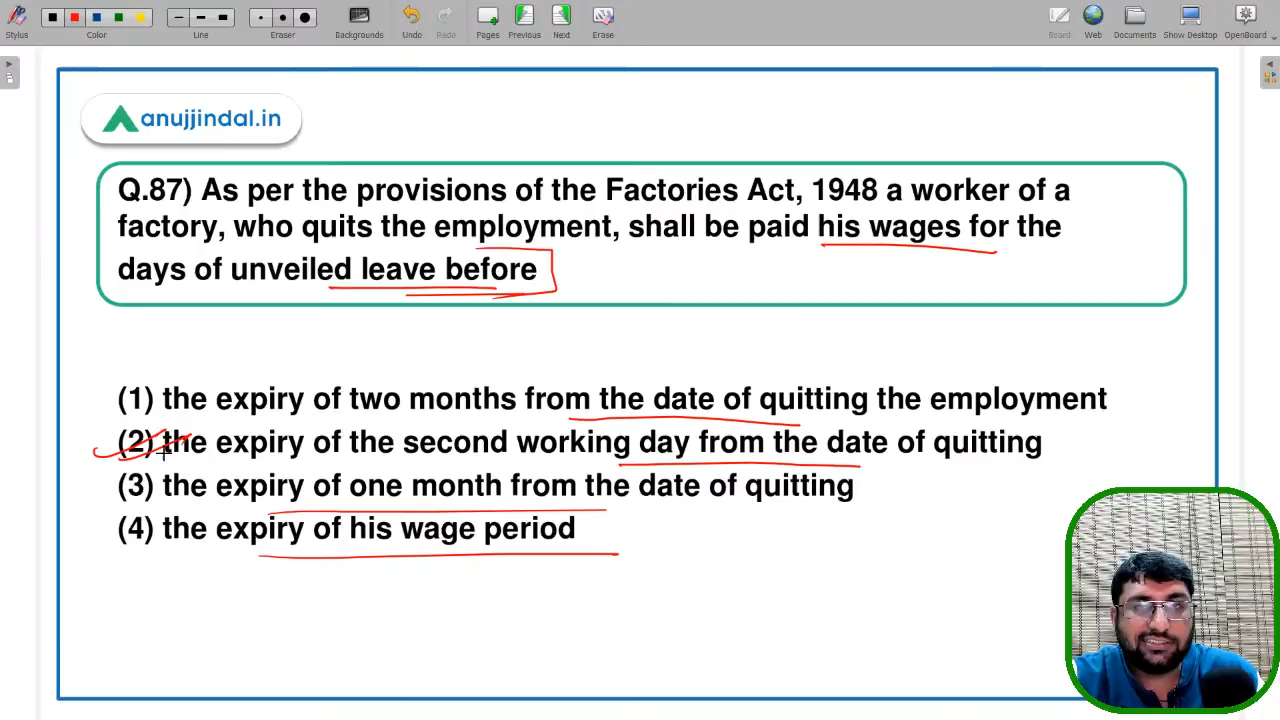 Stylus
Color
Line
Eraser
Backgrounds
Undo
Redo
Pages
Previous
Next
Erase
Board
Web
Documents
Show Desktop
OpenBoard
anujjindal.in
Q.87) As per the provisions of the Factories Act, 1948 a worker of a
factory, who quits the employment, shall be paid his wages for the
days of unveiled leave before
(1) the expiry of two months from the date of quitting the employment
(2) the expiry of the second working day from the date of quitting
(3) the expiry of one month from the date of quitting
(4) the expiry of his wage period